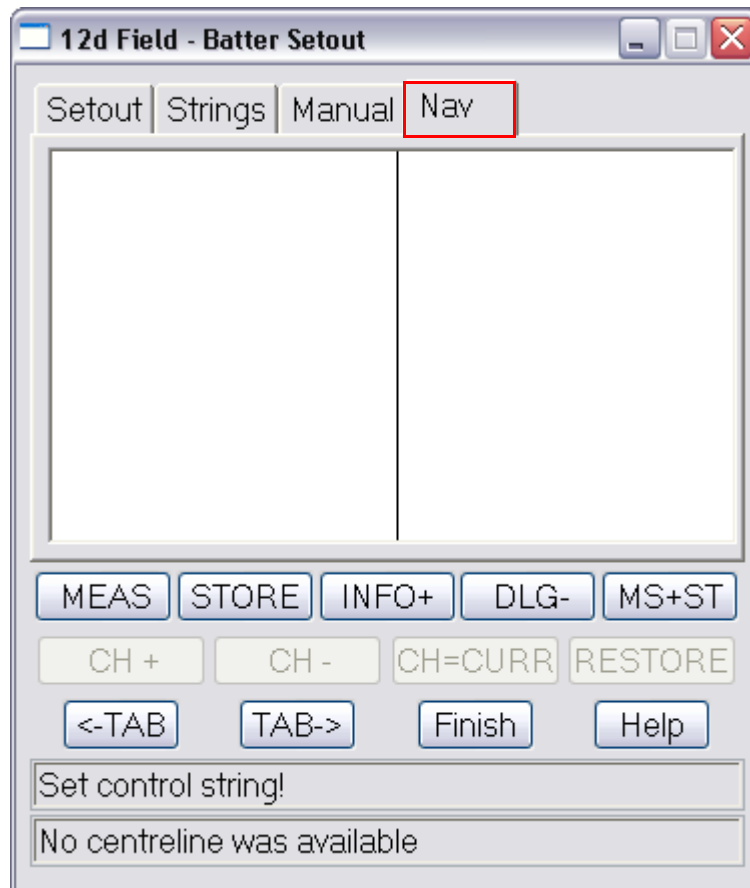 12d Field - Batter Setout
Setout Strings Manual Nav
MEAS STORE INFO+ DLG- MS+ST
CH + CH - CH=CURR RESTORE
<-TAB TAB-> Finish Help
Set control string!
No centreline was available